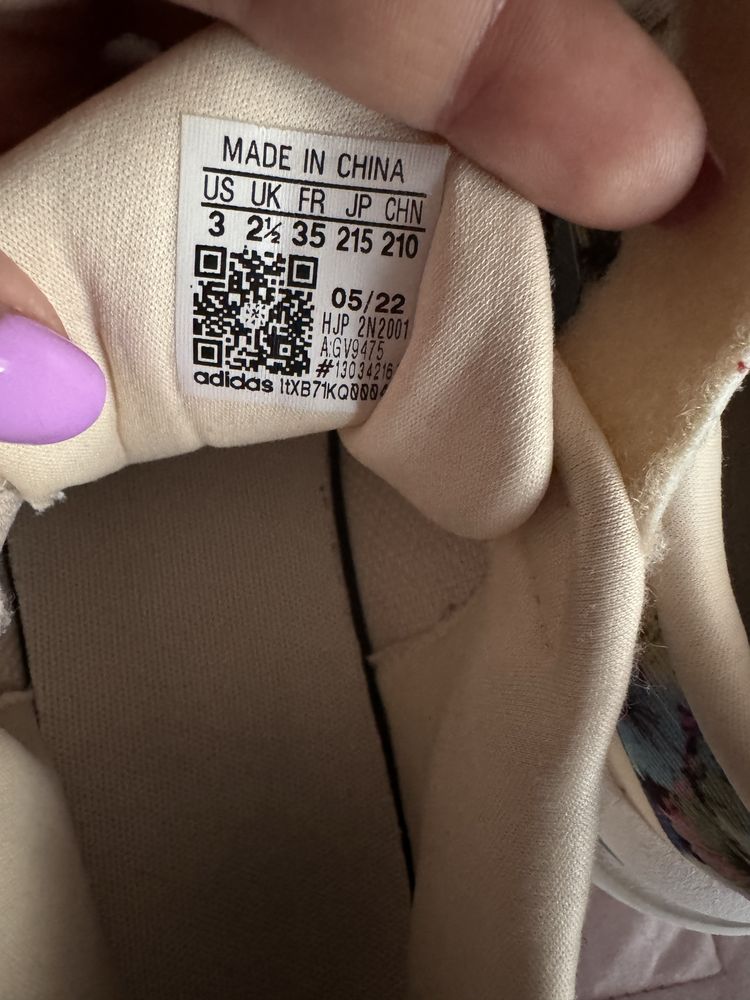 MADE IN CHINA
US UK FR JP CHN
3 2½ 35 215 210
05/22
HJP 2N2001
A:GV9475
#13034216
adidas ItXB71KQ000